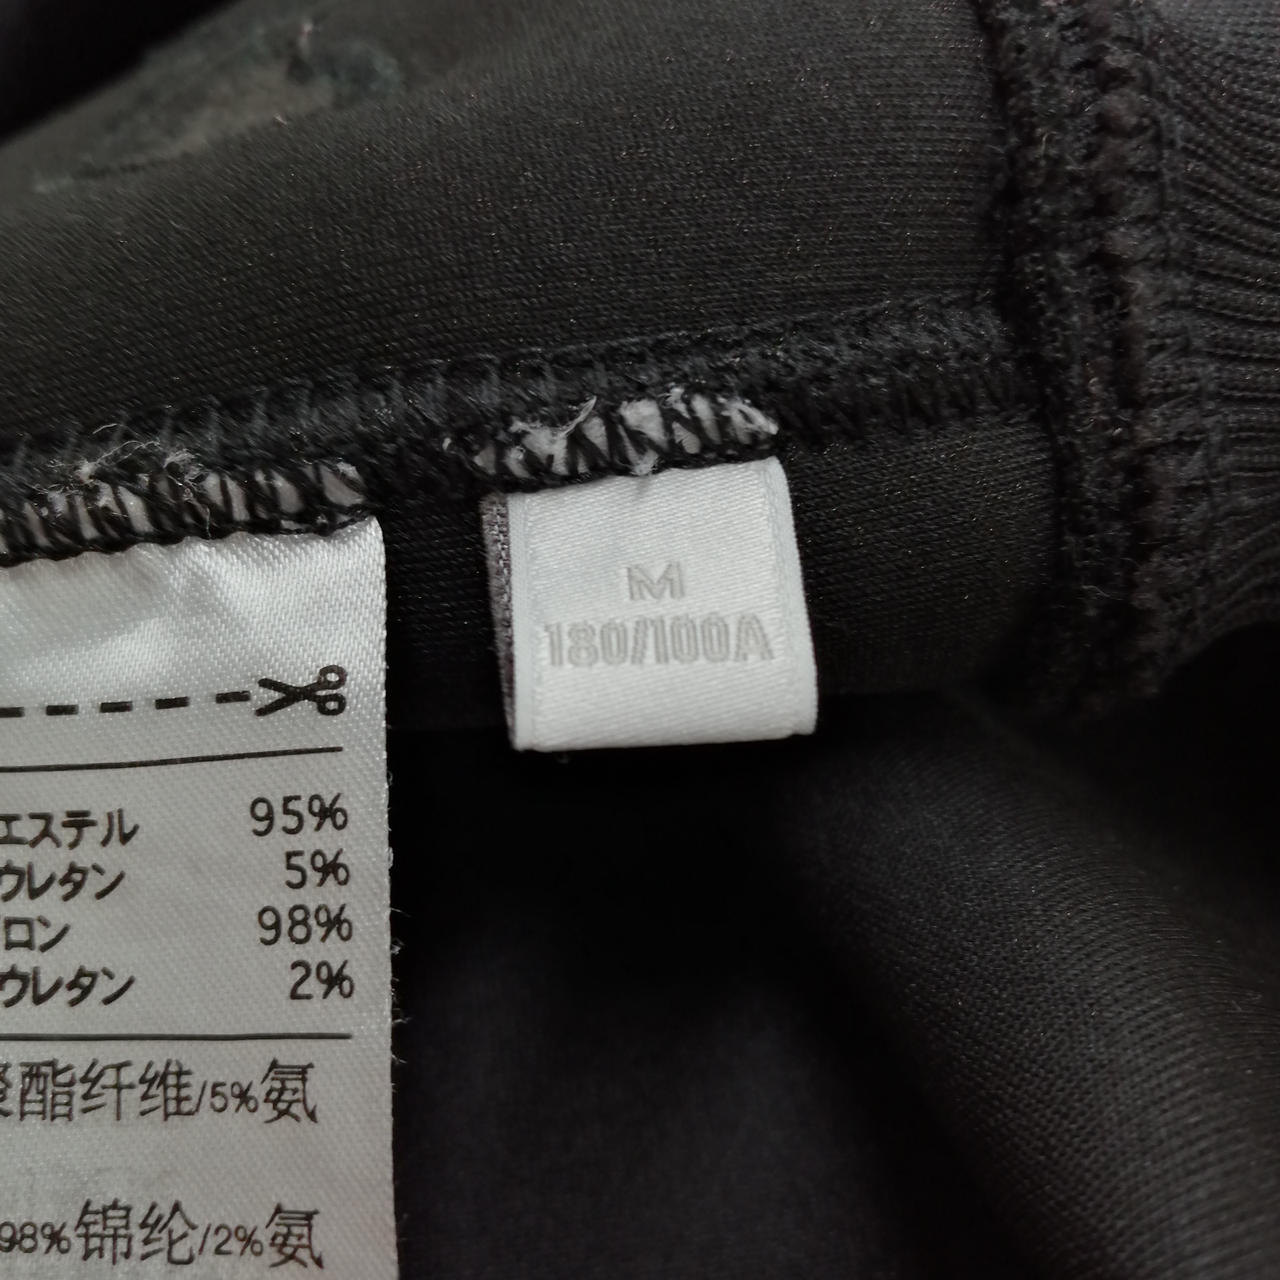 M
180/100A
エステル 95%
ウレタン 5%
ロン 98%
ウレタン 2%
聚酯纤维/5%氨
98%锦纶/2%氨